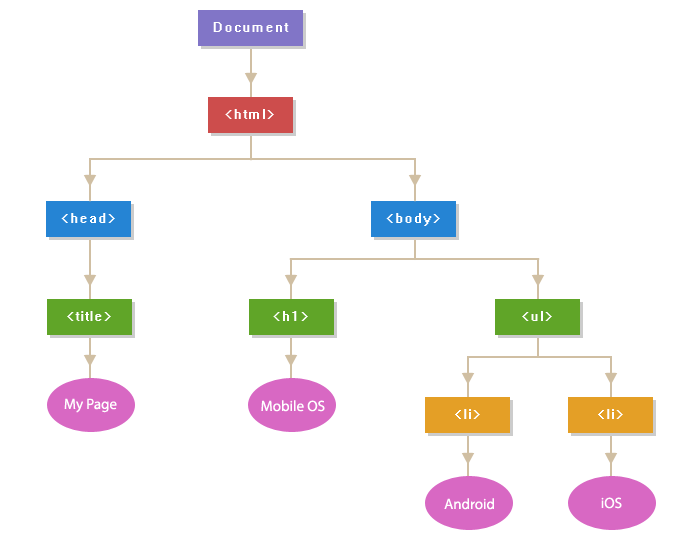 Document
<html>
<head>
<body>
<title>
<h1>
<ul>
My Page
Mobile OS
<li>
<li>
Android
iOS